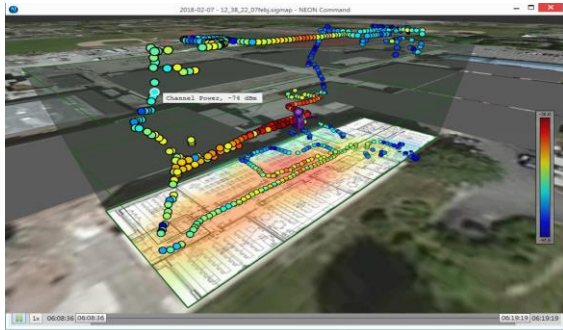 2018-02-07 - 12_38_22_07febj.sigmap - NEON Command
Channel Power, -74 dBm
1x 06:08:36 06:08:36 06:19:19 06:19:19